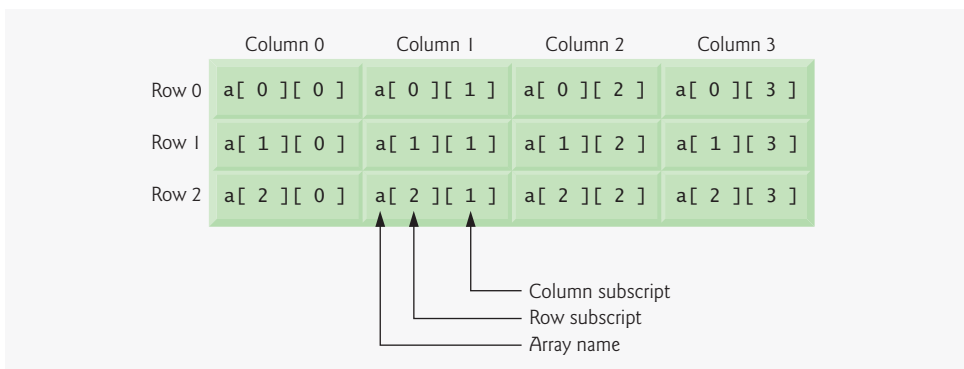 Column 0 Column 1 Column 2 Column 3
Row 0 a[ 0 ][ 0 ] a[ 0 ][ 1 ] a[ 0 ][ 2 ] a[ 0 ][ 3 ]
Row 1 a[ 1 ][ 0 ] a[ 1 ][ 1 ] a[ 1 ][ 2 ] a[ 1 ][ 3 ]
Row 2 a[ 2 ][ 0 ] a[ 2 ][ 1 ] a[ 2 ][ 2 ] a[ 2 ][ 3 ]
Column subscript
Row subscript
Array name